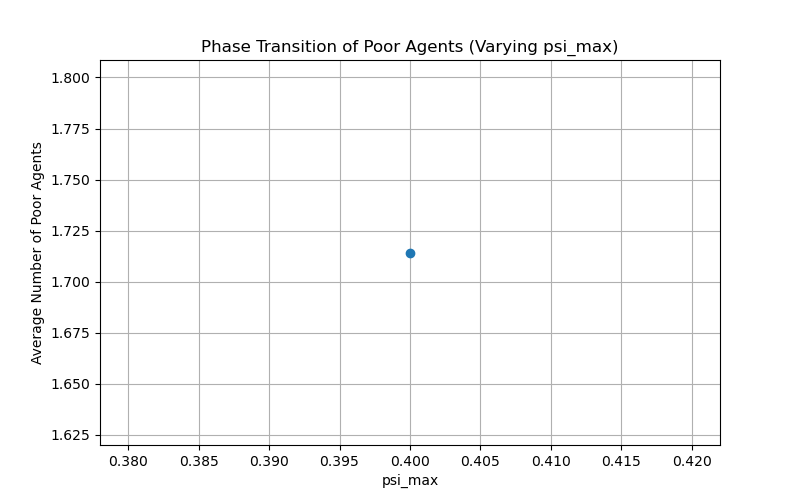 Phase Transition of Poor Agents (Varying psi_max)
Average Number of Poor Agents
1.800
1.775
1.750
1.725
1.700
1.675
1.650
1.625
0.380 0.385 0.390 0.395 0.400 0.405 0.410 0.415 0.420
psi_max